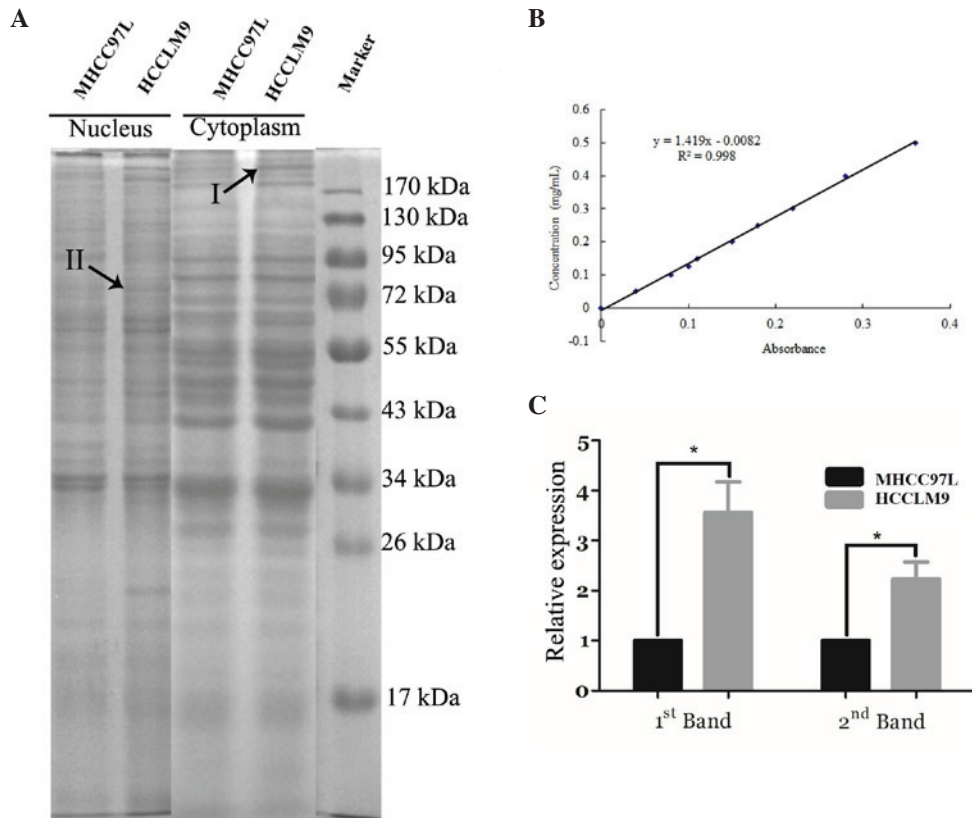 A
MHCC97L
HCCLM9
MHCC97L
HCCLM9
Marker
Nucleus
Cytoplasm
I
II
170 kDa
130 kDa
95 kDa
72 kDa
55 kDa
43 kDa
34 kDa
26 kDa
17 kDa
B
y = 1.419x - 0.0082
R² = 0.998
Concentration (mg/mL)
0.6
0.5
0.4
0.3
0.2
0.1
0
-0.1
0
0.1
0.2
0.3
0.4
Absorbance
C
Relative expression
5
4
3
2
1
0
*
*
MHCC97L
HCCLM9
1st Band
2nd Band